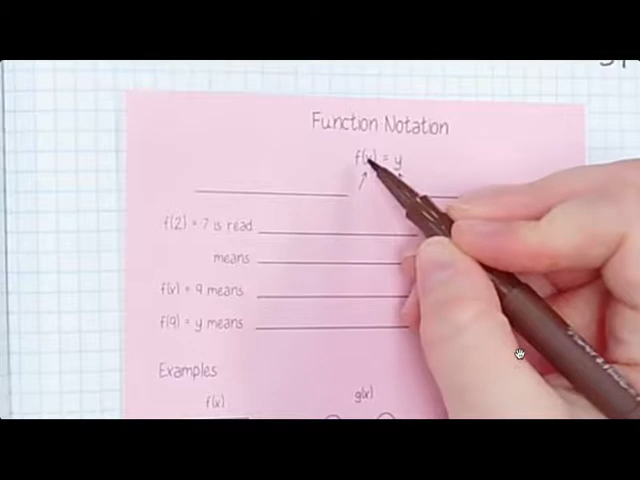 Function Notation
f(x) = y
f(2) = 7 is read
means
f(x) = 9 means
f(9) = y means
Examples
f(x) g(x)